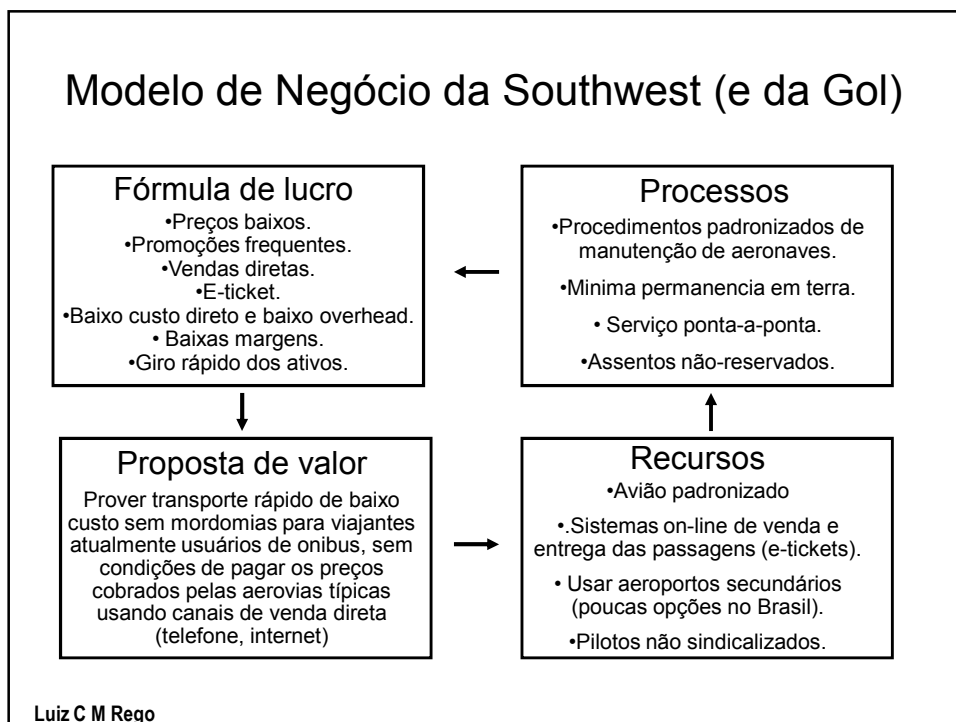 Modelo de Negócio da Southwest (e da Gol)
Fórmula de lucro
•Preços baixos.
•Promoções frequentes.
•Vendas diretas.
•E-ticket.
•Baixo custo direto e baixo overhead.
• Baixas margens.
•Giro rápido dos ativos.
Processos
•Procedimentos padronizados de
manutenção de aeronaves.
•Minima permanencia em terra.
• Serviço ponta-a-ponta.
•Assentos não-reservados.
Proposta de valor
Prover transporte rápido de baixo
custo sem mordomias para viajantes
atualmente usuários de onibus, sem
condições de pagar os preços
cobrados pelas aerovias típicas
usando canais de venda direta
(telefone, internet)
Recursos
•Avião padronizado
•.Sistemas on-line de venda e
entrega das passagens (e-tickets).
• Usar aeroportos secundários
(poucas opções no Brasil).
•Pilotos não sindicalizados.
Luiz C M Rego